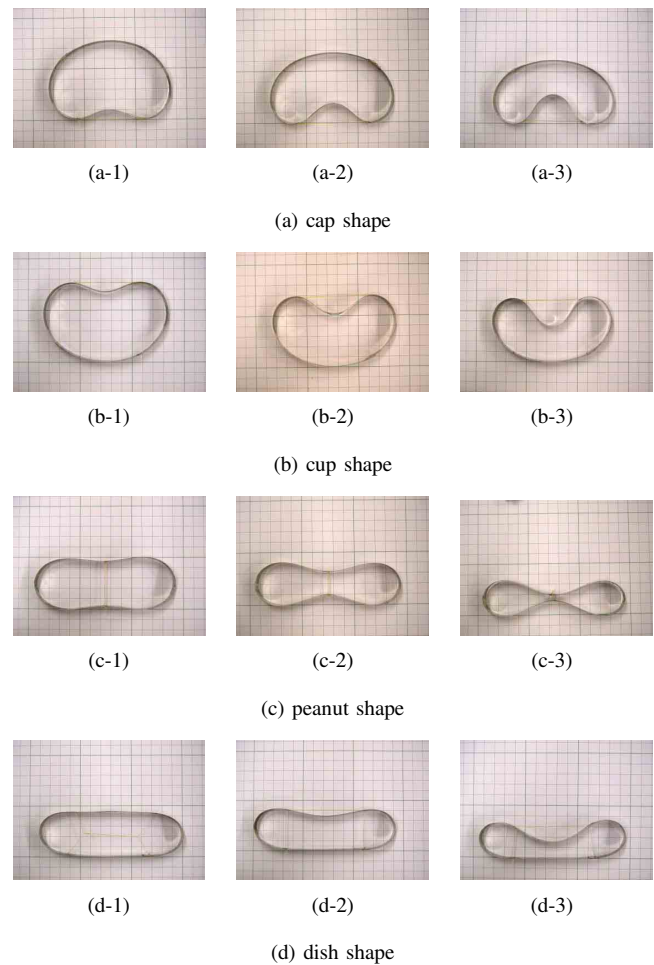 (a-1) (a-2) (a-3)
(a) cap shape
(b-1) (b-2) (b-3)
(b) cup shape
(c-1) (c-2) (c-3)
(c) peanut shape
(d-1) (d-2) (d-3)
(d) dish shape